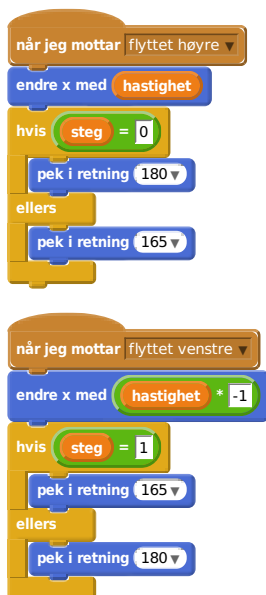 når jeg mottar flyttet høyre
endre x med hastighet
hvis steg = 0
pek i retning 180
ellers
pek i retning 165
når jeg mottar flyttet venstre
endre x med hastighet * -1
hvis steg = 1
pek i retning 165
ellers
pek i retning 180